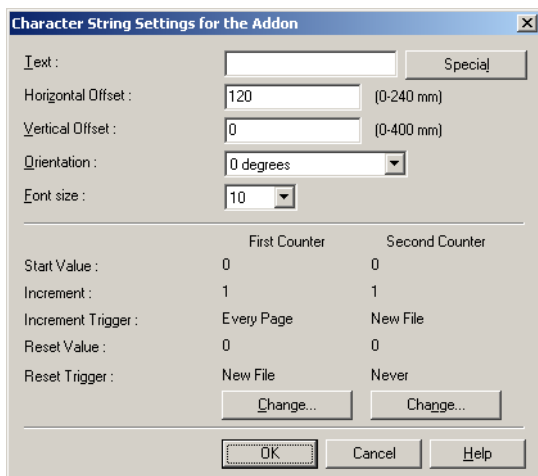 Character String Settings for the Addon
Text :
Special
Horizontal Offset : 120 (0-240 mm)
Vertical Offset : 0 (0-400 mm)
Orientation : 0 degrees
Font size : 10
First Counter Second Counter
Start Value : 0 0
Increment : 1 1
Increment Trigger : Every Page New File
Reset Value : 0 0
Reset Trigger : New File Never
Change... Change...
OK Cancel Help